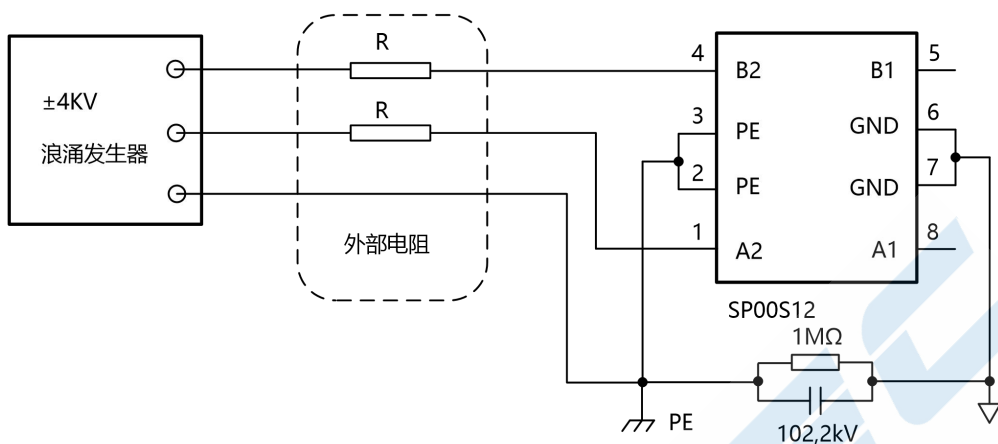 ±4KV
浪涌发生器
R
R
外部电阻
4
3
2
1
B2
PE
PE
A2
B1
GND
GND
A1
5
6
7
8
SP00S12
1MΩ
102,2kV
PE